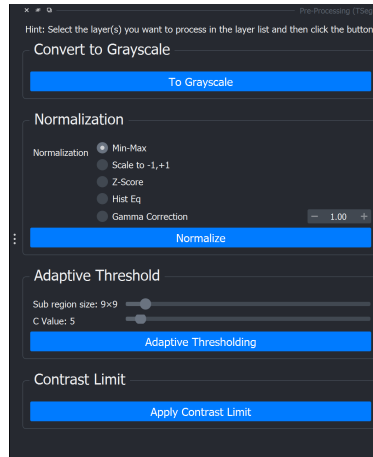 Pre-Processing (TSeg
Hint: Select the layer(s) you want to process in the layer list and then click the button
Convert to Grayscale
To Grayscale
Normalization
Normalization Min-Max
Scale to -1,+1
Z-Score
Hist Eq
Gamma Correction − 1.00 +
Normalize
Adaptive Threshold
Sub region size: 9×9
C Value: 5
Adaptive Thresholding
Contrast Limit
Apply Contrast Limit